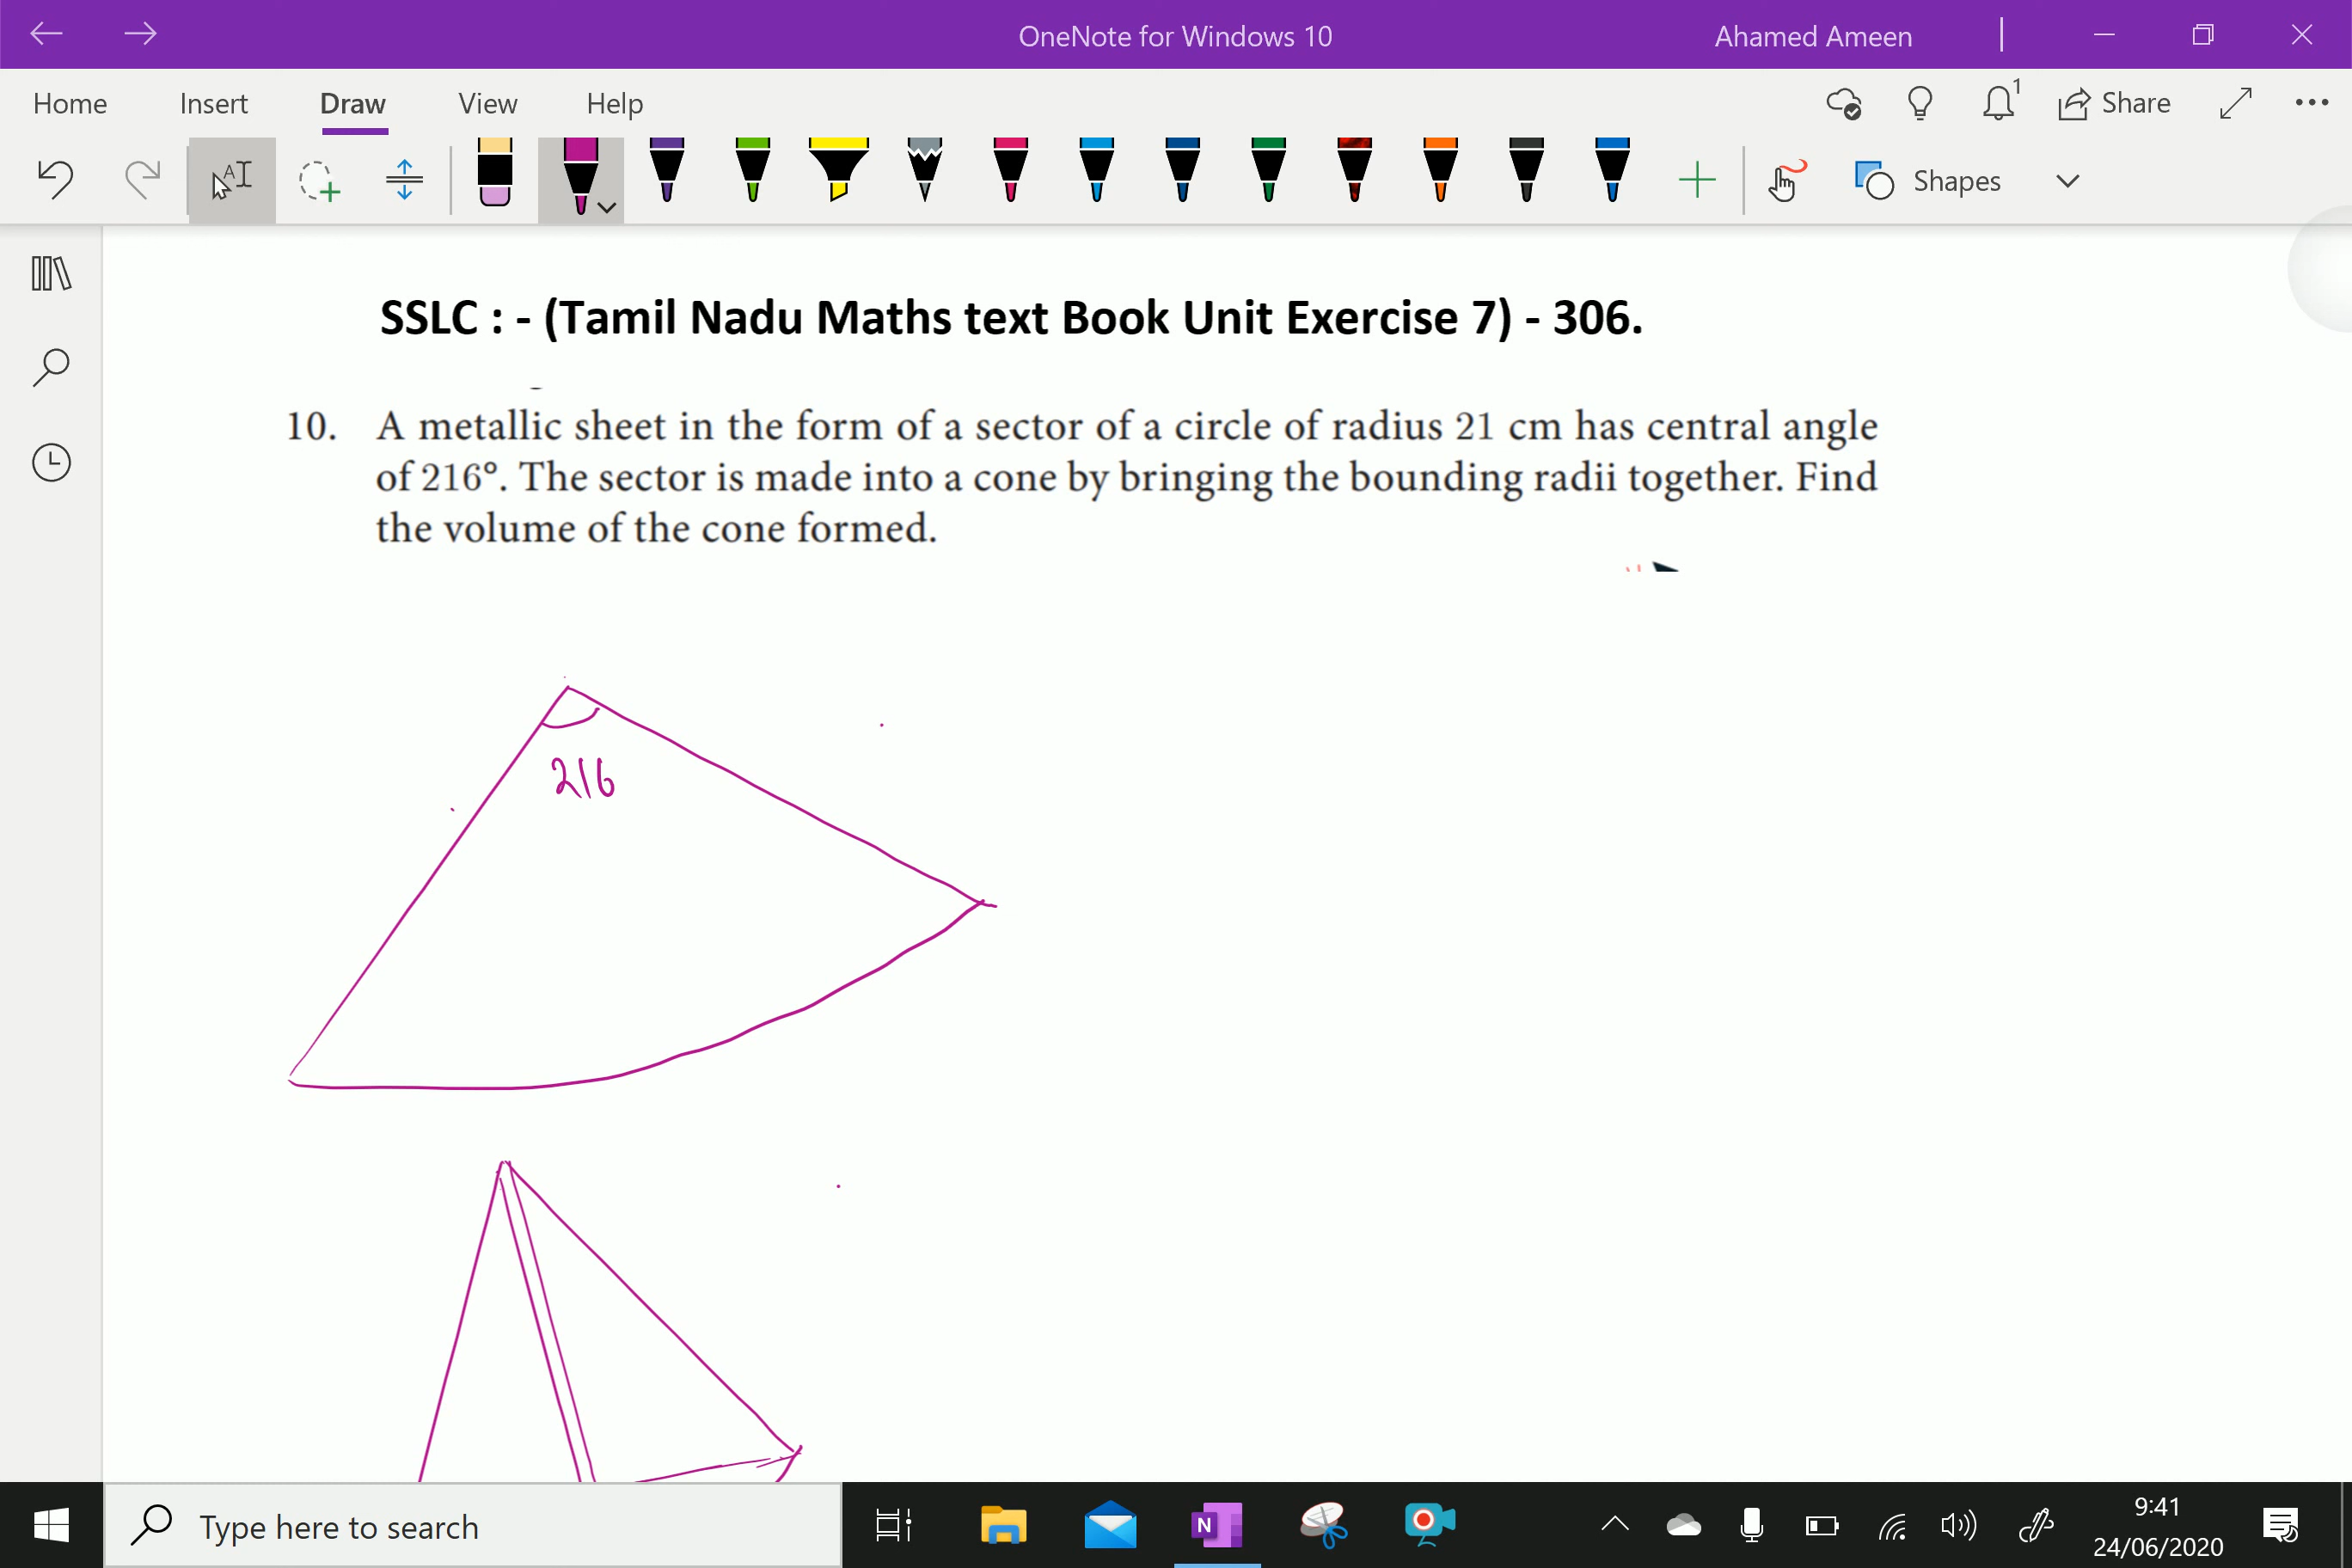 OneNote for Windows 10
Ahamed Ameen
Home Insert Draw View Help
1 Share
Shapes
SSLC : - (Tamil Nadu Maths text Book Unit Exercise 7) - 306.
10. A metallic sheet in the form of a sector of a circle of radius 21 cm has central angle
of 216°. The sector is made into a cone by bringing the bounding radii together. Find
the volume of the cone formed.
216
Type here to search
9:41
24/06/2020